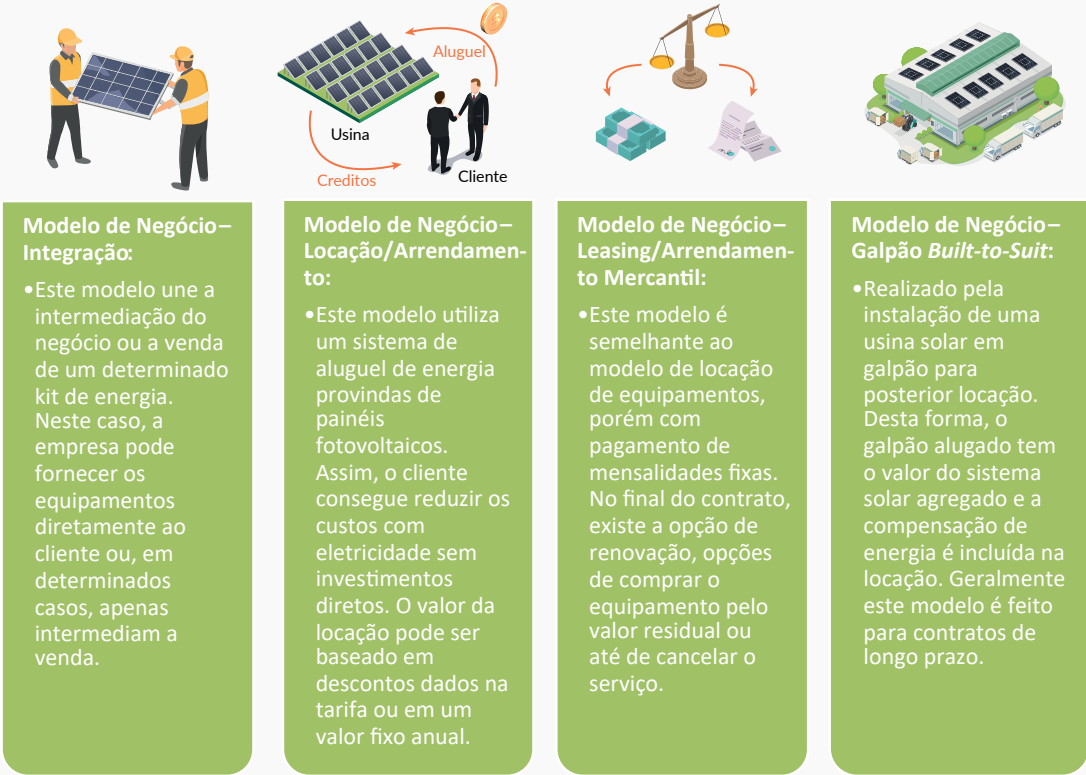 Aluguel
Usina
Creditos
Cliente
Modelo de Negócio–
Integração:
•Este modelo une a
intermediação do
negócio ou a venda
de um determinado
kit de energia.
Neste caso, a
empresa pode
fornecer os
equipamentos
diretamente ao
cliente ou, em
determinados
casos, apenas
intermediam a
venda.
Modelo de Negócio–
Locação/Arrendamen-
to:
•Este modelo utiliza
um sistema de
aluguel de energia
provindas de
painéis
fotovoltaicos.
Assim, o cliente
consegue reduzir os
custos com
eletricidade sem
investimentos
diretos. O valor da
locação pode ser
baseado em
descontos dados na
tarifa ou em um
valor fixo anual.
Modelo de Negócio–
Leasing/Arrendamen-
to Mercantil:
•Este modelo é
semelhante ao
modelo de locação
de equipamentos,
porém com
pagamento de
mensalidades fixas.
No final do contrato,
existe a opção de
renovação, opções
de comprar o
equipamento pelo
valor residual ou
até de cancelar o
serviço.
Modelo de Negócio–
Galpão Built-to-Suit:
•Realizado pela
instalação de uma
usina solar em
galpão para
posterior locação.
Desta forma, o
galpão alugado tem
o valor do sistema
solar agregado e a
compensação de
energia é incluída na
locação. Geralmente
este modelo é feito
para contratos de
longo prazo.